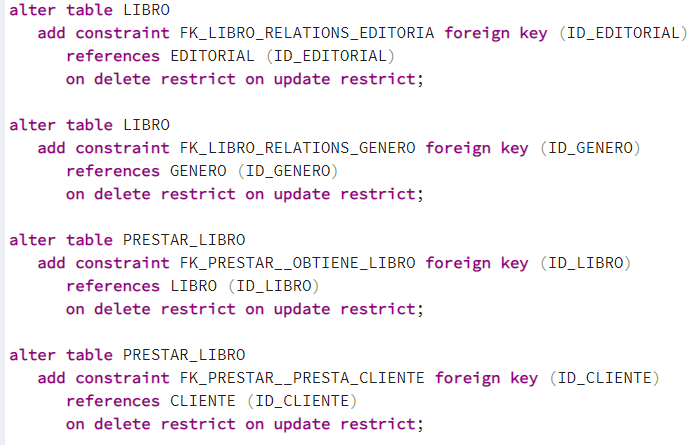 alter table LIBRO
add constraint FK_LIBRO_RELATIONS_EDITORIA foreign key (ID_EDITORIAL)
references EDITORIAL (ID_EDITORIAL)
on delete restrict on update restrict;
alter table LIBRO
add constraint FK_LIBRO_RELATIONS_GENERO foreign key (ID_GENERO)
references GENERO (ID_GENERO)
on delete restrict on update restrict;
alter table PRESTAR_LIBRO
add constraint FK_PRESTAR__OBTIENE_LIBRO foreign key (ID_LIBRO)
references LIBRO (ID_LIBRO)
on delete restrict on update restrict;
alter table PRESTAR_LIBRO
add constraint FK_PRESTAR__PRESTA_CLIENTE foreign key (ID_CLIENTE)
references CLIENTE (ID_CLIENTE)
on delete restrict on update restrict;